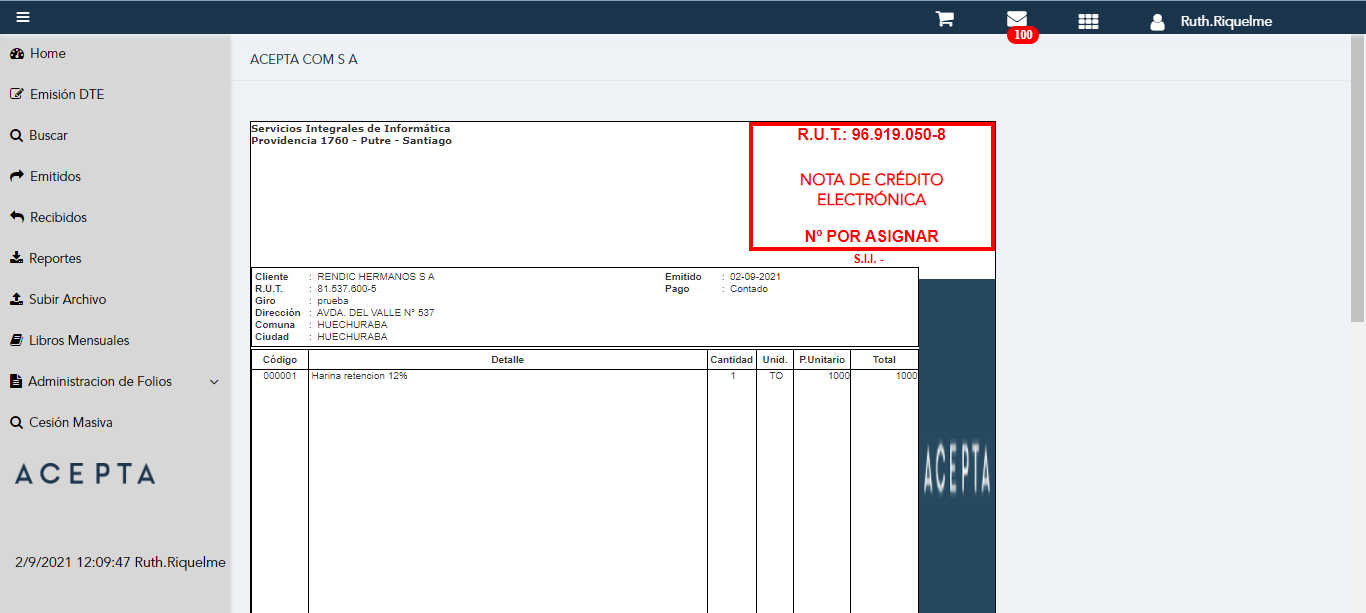 Ruth.Riquelme
100
Home
Emisión DTE
Buscar
Emitidos
Recibidos
Reportes
Subir Archivo
Libros Mensuales
Administracion de Folios
Cesión Masiva
ACEPTA
2/9/2021 12:09:47 Ruth.Riquelme
ACEPTA COM S A
Servicios Integrales de Informática
Providencia 1760 - Putre - Santiago
R.U.T.: 96.919.050-8
NOTA DE CRÉDITO
ELECTRÓNICA
Nº POR ASIGNAR
S.I.I. -
Cliente : RENDIC HERMANOS S A Emitido : 02-09-2021
R.U.T. : 81.537.600-5 Pago : Contado
Giro : prueba
Dirección : AVDA. DEL VALLE N° 537
Comuna : HUECHURABA
Ciudad : HUECHURABA
Código Detalle Cantidad Unid. P.Unitario Total
000001 Harina retencion 12% 1 TO 1000 1000
ACEPTA